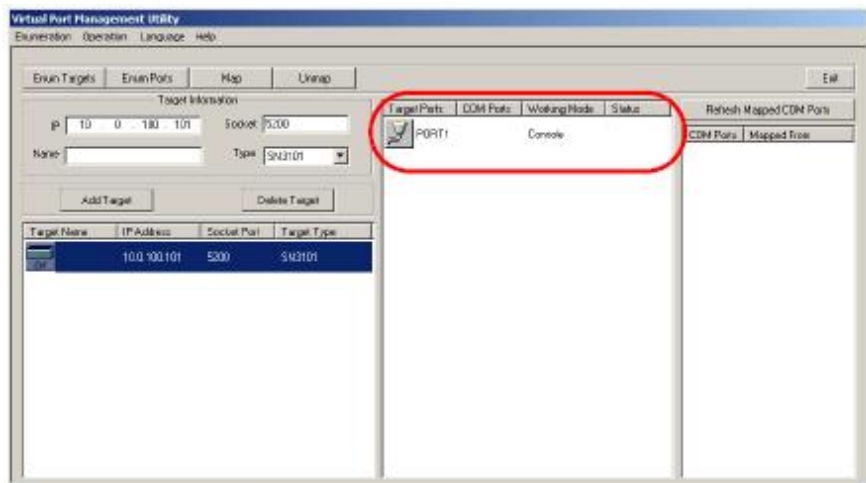 Virtual Port Management Utility
Enumeration Operation Language Help
Enum Targets Enum Ports Map Unmap Exit
Target Information
IP 10 . 0 . 100 . 101 Socket 5200
Name Type SN3101
Add Target Delete Target
Target Name IP Address Socket Port Target Type
10.0.100.101 5200 SN3101
Target Ports COM Ports Working Mode Status
PORT1 Console
Refresh Mapped COM Ports
COM Ports Mapped From